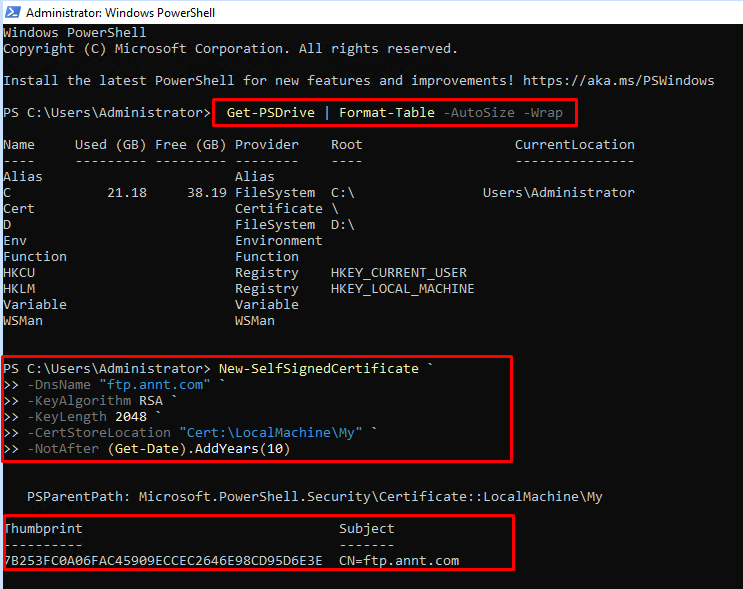 Administrator: Windows PowerShell
Windows PowerShell
Copyright (C) Microsoft Corporation. All rights reserved.
Install the latest PowerShell for new features and improvements! https://aka.ms/PSWindows
PS C:\Users\Administrator> Get-PSDrive | Format-Table -AutoSize -Wrap
Name     Used (GB) Free (GB) Provider    Root                   CurrentLocation
----     --------- --------- --------    ----                   ---------------
Alias                        Alias
C            21.18     38.19 FileSystem  C:\                Users\Administrator
Cert                         Certificate \
D                            FileSystem  D:\
Env                          Environment
Function                     Function
HKCU                         Registry    HKEY_CURRENT_USER
HKLM                         Registry    HKEY_LOCAL_MACHINE
Variable                     Variable
WSMan                        WSMan
PS C:\Users\Administrator> New-SelfSignedCertificate `
>> -DnsName "ftp.annt.com" `
>> -KeyAlgorithm RSA `
>> -KeyLength 2048 `
>> -CertStoreLocation "Cert:\LocalMachine\My" `
>> -NotAfter (Get-Date).AddYears(10)
   PSParentPath: Microsoft.PowerShell.Security\Certificate::LocalMachine\My
Thumbprint                                Subject
----------                                -------
7B253FC0A06FAC45909ECCEC2646E98CD95D6E3E  CN=ftp.annt.com